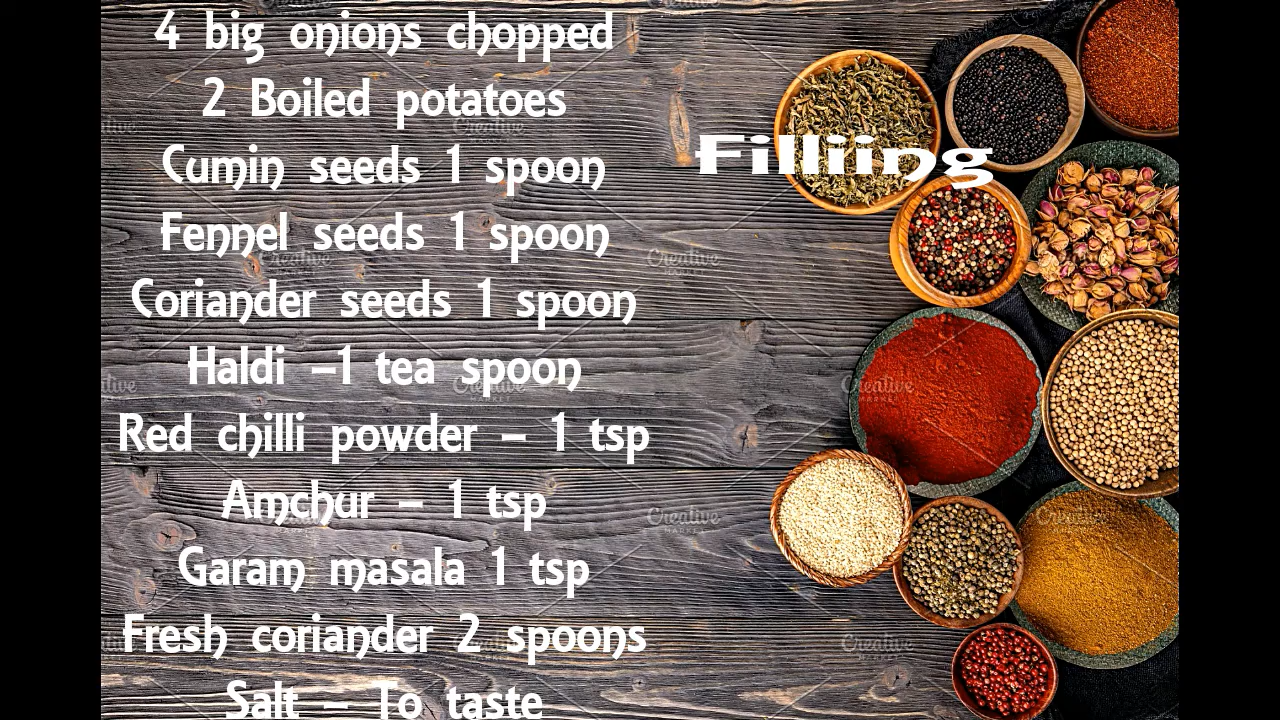 4 big onions chopped
2 Boiled potatoes
Cumin seeds 1 spoon
Filliing
Fennel seeds 1 spoon
Coriander seeds 1 spoon
Haldi –1 tea spoon
Red chilli powder – 1 tsp
Amchur – 1 tsp
Garam masala 1 tsp
Fresh coriander 2 spoons
Salt – To taste
Creative
MARKET